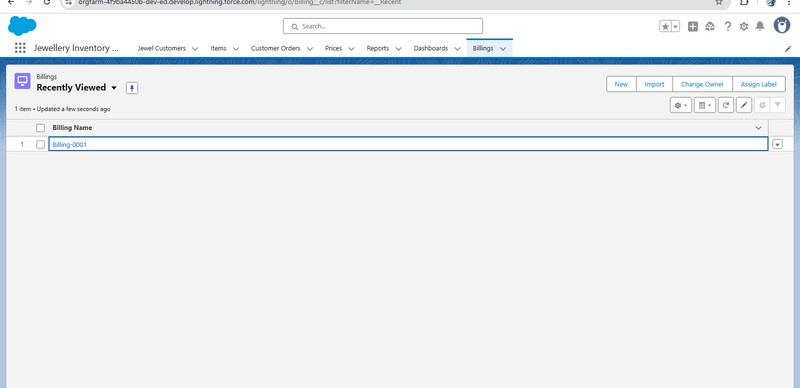 orgfarm-4f9ba4450b-dev-ed.develop.lightning.force.com/lightning/o/Billing__c/list?filterName=__Recent
Search...
Jewellery Inventory ...
Jewel Customers
Items
Customer Orders
Prices
Reports
Dashboards
Billings
Billings
Recently Viewed
New
Import
Change Owner
Assign Label
1 item • Updated a few seconds ago
Billing Name
1
Billing-0001